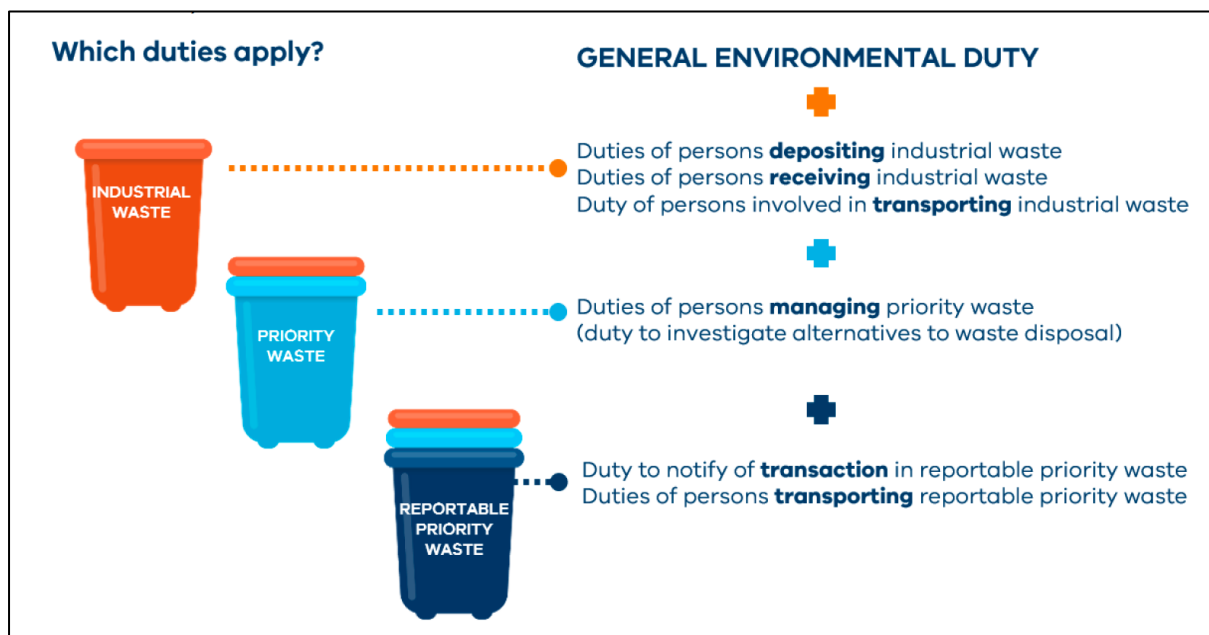 Which duties apply?
GENERAL ENVIRONMENTAL DUTY
INDUSTRIAL
WASTE
Duties of persons depositing industrial waste
Duties of persons receiving industrial waste
Duty of persons involved in transporting industrial waste
PRIORITY
WASTE
Duties of persons managing priority waste
(duty to investigate alternatives to waste disposal)
REPORTABLE
PRIORITY
WASTE
Duty to notify of transaction in reportable priority waste
Duties of persons transporting reportable priority waste